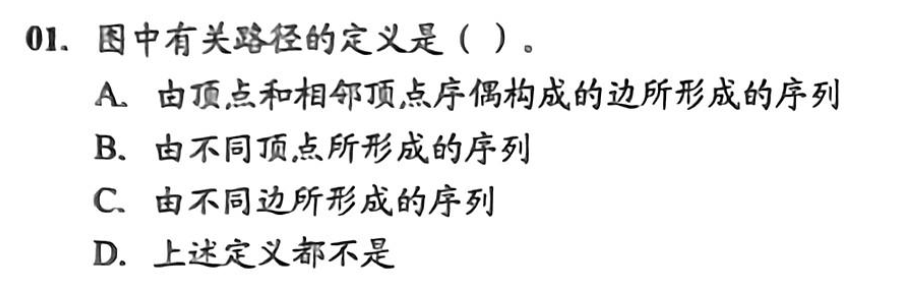 01. 图中有关路径的定义是（ ）。
A. 由顶点和相邻顶点序偶构成的边所形成的序列
B. 由不同顶点所形成的序列
C. 由不同边所形成的序列
D. 上述定义都不是